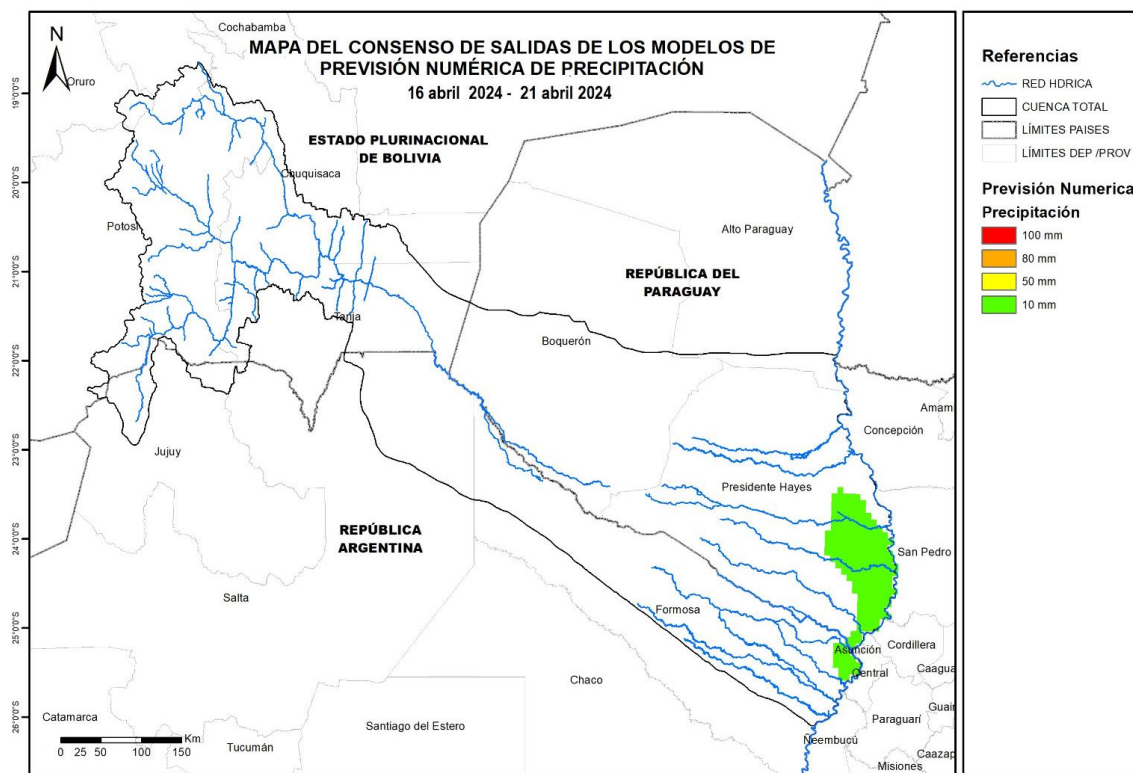 N
MAPA DEL CONSENSO DE SALIDAS DE LOS MODELOS DE
PREVISIÓN NUMÉRICA DE PRECIPITACIÓN
16 abril 2024 - 21 abril 2024
Cochabamba
Oruro
ESTADO PLURINACIONAL
DE BOLIVIA
Chuquisaca
Potosí
Tarija
Alto Paraguay
REPÚBLICA DEL
PARAGUAY
Boquerón
Amam
Concepción
Jujuy
Presidente Hayes
REPÚBLICA
ARGENTINA
San Pedro
Salta
Formosa
Cordillera
Asunción
Central
Caagua
Chaco
Guair
Paraguarí
Catamarca
Santiago del Estero
Ñeembucú
Caazap
Tucumán
Misiones
19°0'0"S
20°0'0"S
21°0'0"S
22°0'0"S
23°0'0"S
24°0'0"S
25°0'0"S
26°0'0"S
Km
0 25 50 100 150
Referencias
RED HDRICA
CUENCA TOTAL
LÍMITES PAISES
LÍMITES DEP /PROV
Previsión Numerica
Precipitación
100 mm
80 mm
50 mm
10 mm